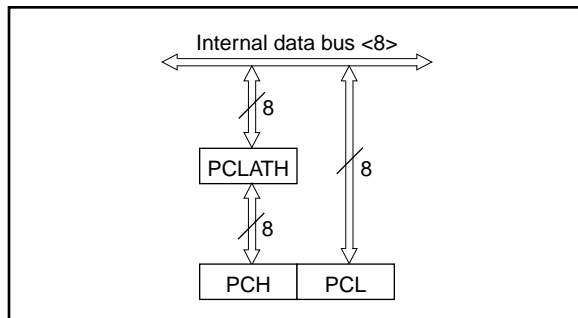 Internal data bus <8>
8
PCLATH
8
8
PCH PCL